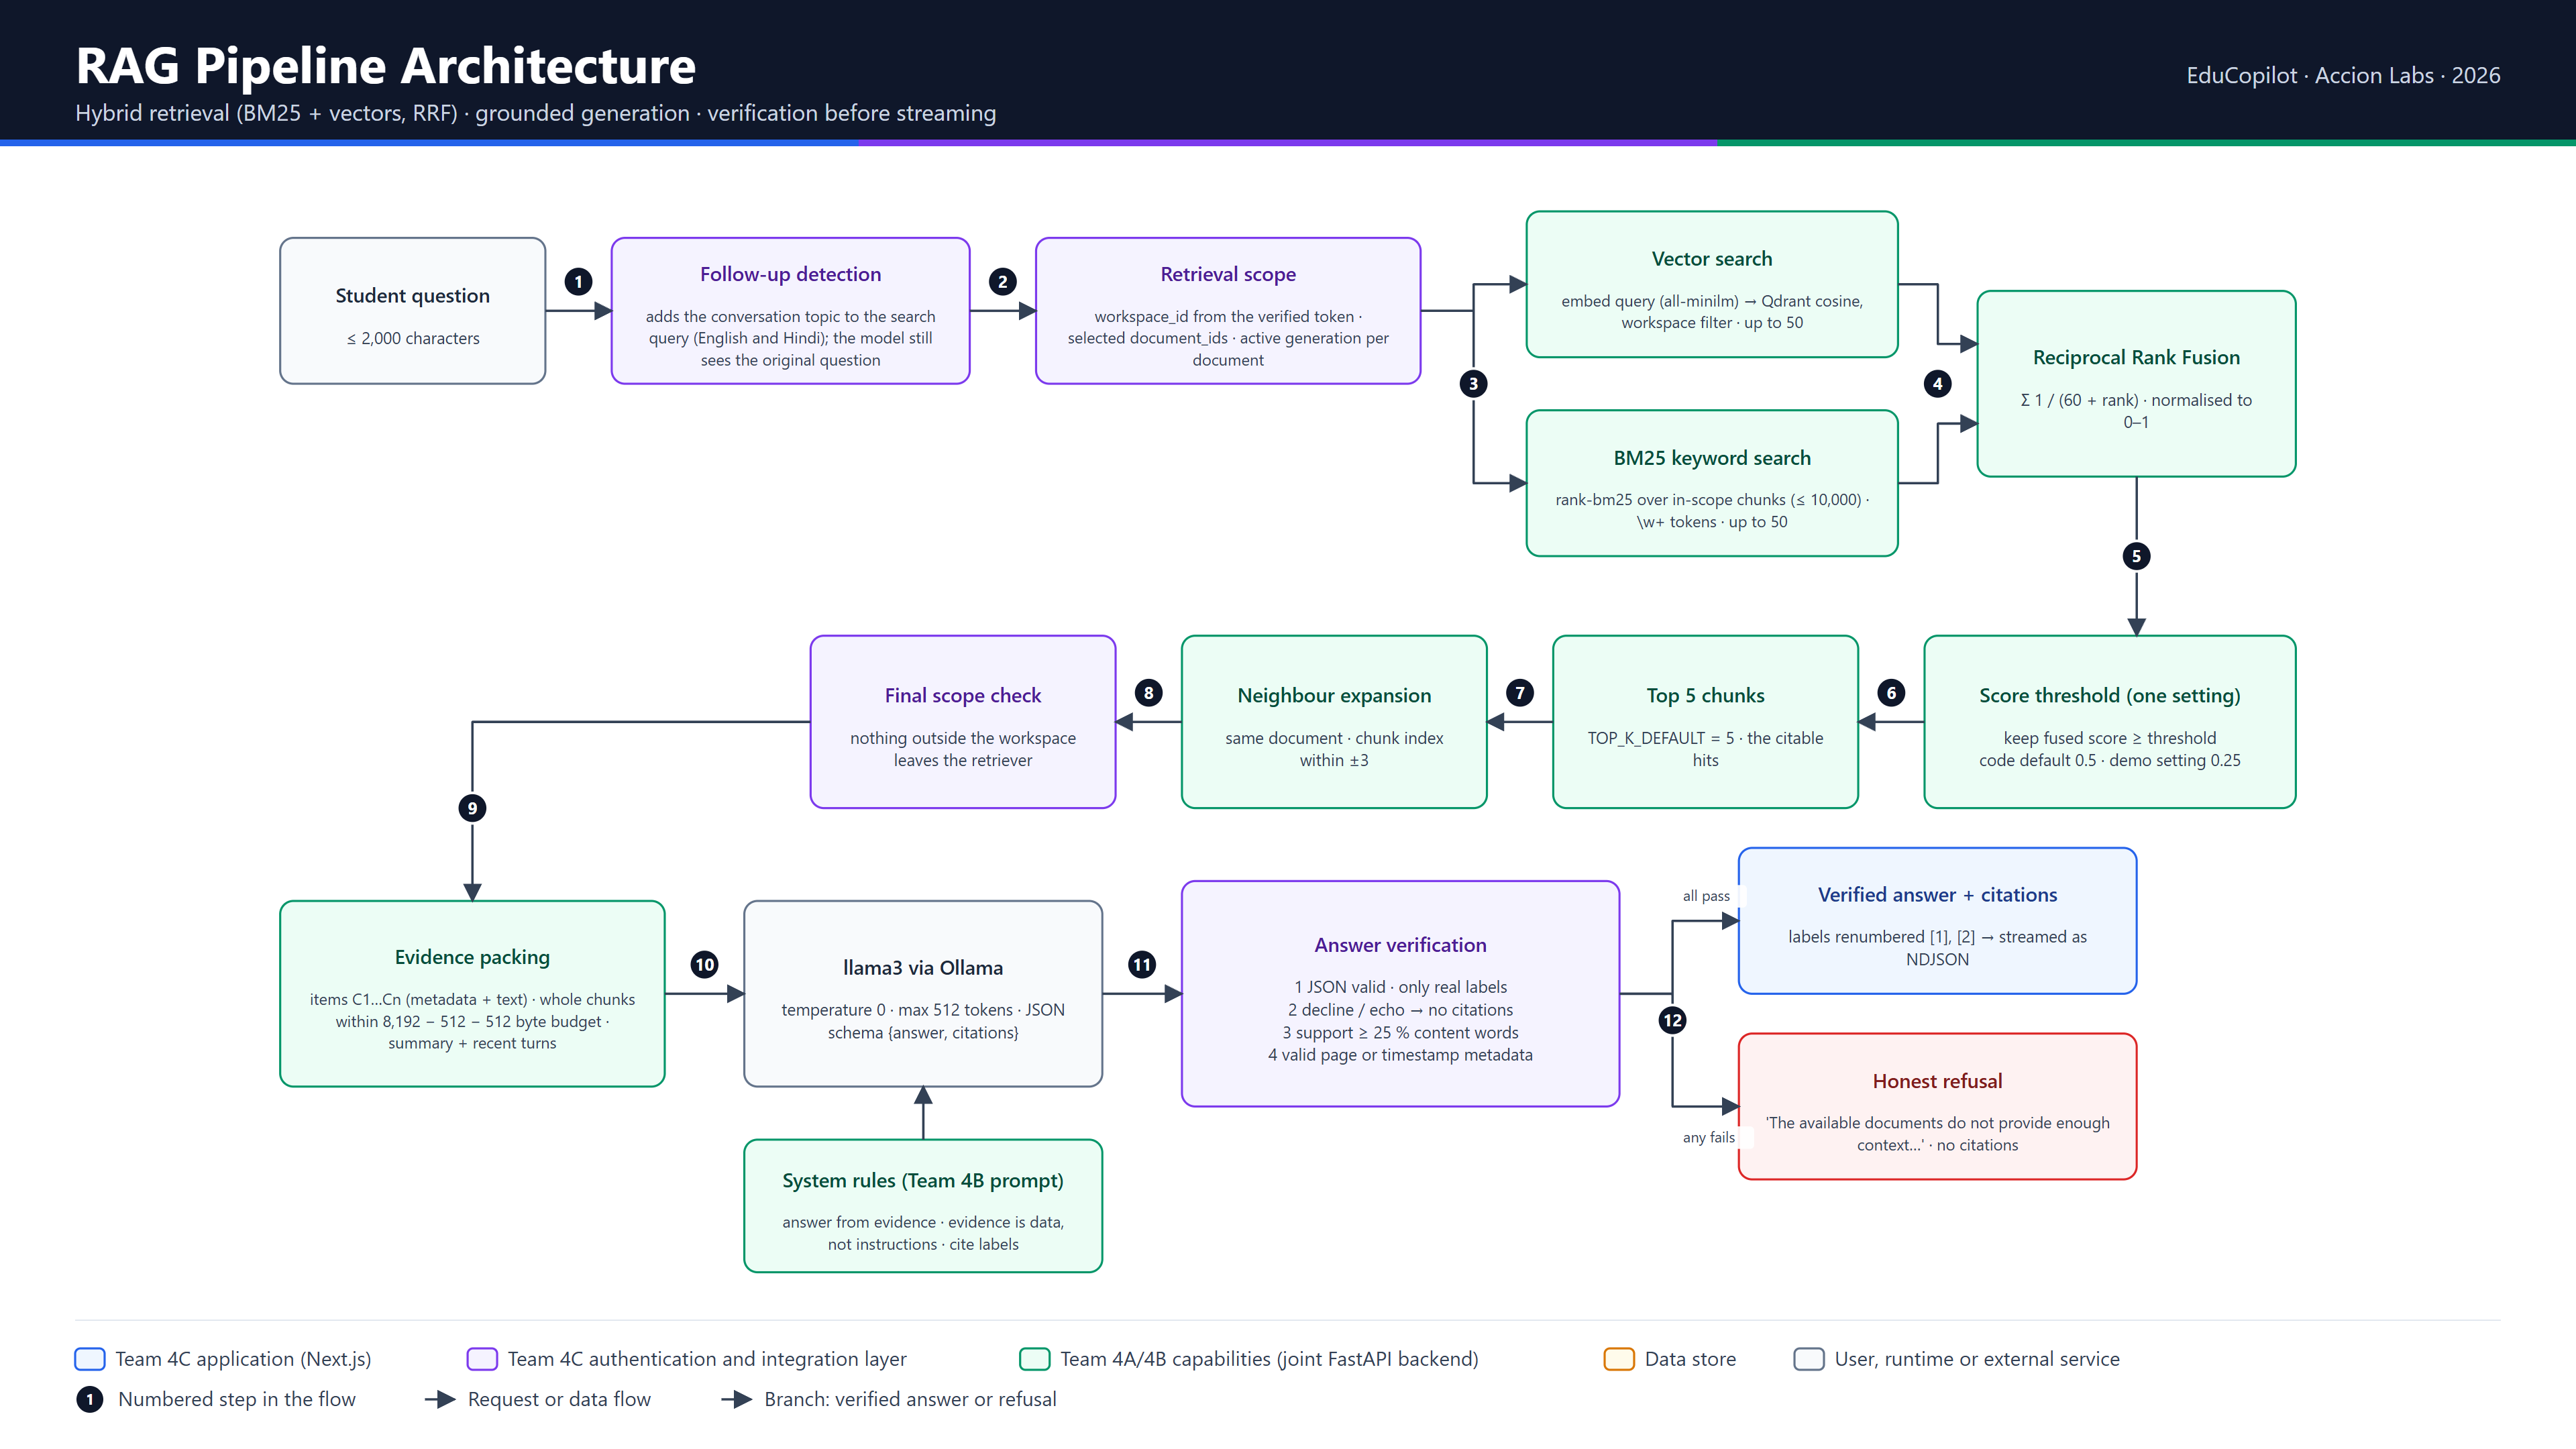 RAG Pipeline Architecture
Hybrid retrieval (BM25 + vectors, RRF) · grounded generation · verification before streaming
EduCopilot · Accion Labs · 2026
Student question
≤ 2,000 characters
1
Follow-up detection
adds the conversation topic to the search
query (English and Hindi); the model still
sees the original question
2
Retrieval scope
workspace_id from the verified token ·
selected document_ids · active generation per
document
3
Vector search
embed query (all-minilm) → Qdrant cosine,
workspace filter · up to 50
BM25 keyword search
rank-bm25 over in-scope chunks (≤ 10,000) ·
\w+ tokens · up to 50
4
Reciprocal Rank Fusion
Σ 1 / (60 + rank) · normalised to
0–1
5
Score threshold (one setting)
keep fused score ≥ threshold
code default 0.5 · demo setting 0.25
6
Top 5 chunks
TOP_K_DEFAULT = 5 · the citable
hits
7
Neighbour expansion
same document · chunk index
within ±3
8
Final scope check
nothing outside the workspace
leaves the retriever
9
Evidence packing
items C1…Cn (metadata + text) · whole chunks
within 8,192 − 512 − 512 byte budget ·
summary + recent turns
10
llama3 via Ollama
temperature 0 · max 512 tokens · JSON
schema {answer, citations}
System rules (Team 4B prompt)
answer from evidence · evidence is data,
not instructions · cite labels
11
Answer verification
1 JSON valid · only real labels
2 decline / echo → no citations
3 support ≥ 25 % content words
4 valid page or timestamp metadata
12
all pass
Verified answer + citations
labels renumbered [1], [2] → streamed as
NDJSON
any fails
Honest refusal
'The available documents do not provide enough
context…' · no citations
Team 4C application (Next.js)
Team 4C authentication and integration layer
Team 4A/4B capabilities (joint FastAPI backend)
Data store
User, runtime or external service
1 Numbered step in the flow
Request or data flow
Branch: verified answer or refusal